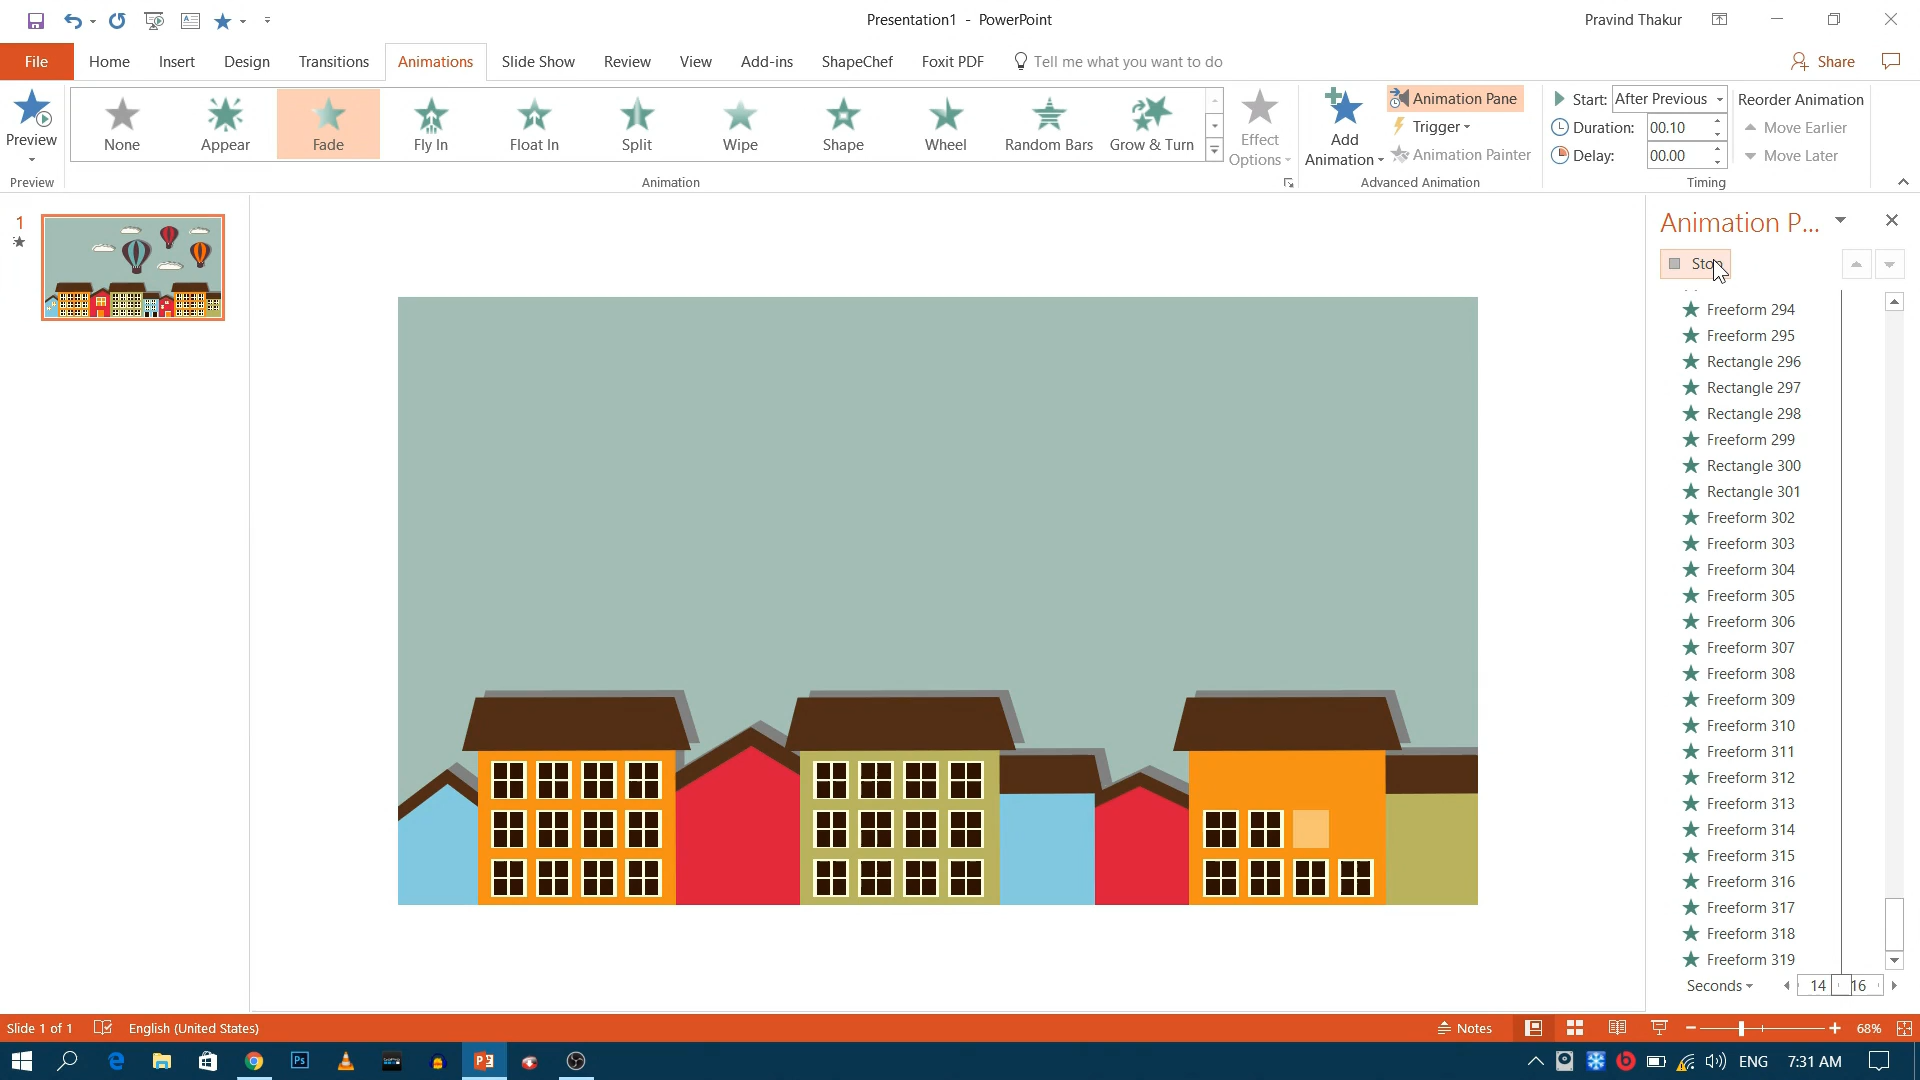 Presentation1 - PowerPoint
Pravind Thakur
File Home Insert Design Transitions Animations Slide Show Review View Add-ins ShapeChef Foxit PDF Tell me what you want to do Share
Preview
None Appear Fade Fly In Float In Split Wipe Shape Wheel Random Bars Grow & Turn
Effect Options
Add Animation
Animation Pane
Trigger
Animation Painter
Start: After Previous
Duration: 00.10
Delay: 00.00
Reorder Animation
Move Earlier
Move Later
Preview Animation Advanced Animation Timing
1
Animation P...
Stop
Freeform 294
Freeform 295
Rectangle 296
Rectangle 297
Rectangle 298
Freeform 299
Rectangle 300
Rectangle 301
Freeform 302
Freeform 303
Freeform 304
Freeform 305
Freeform 306
Freeform 307
Freeform 308
Freeform 309
Freeform 310
Freeform 311
Freeform 312
Freeform 313
Freeform 314
Freeform 315
Freeform 316
Freeform 317
Freeform 318
Freeform 319
Seconds 14 16
Slide 1 of 1 English (United States) Notes 68%
ENG 7:31 AM